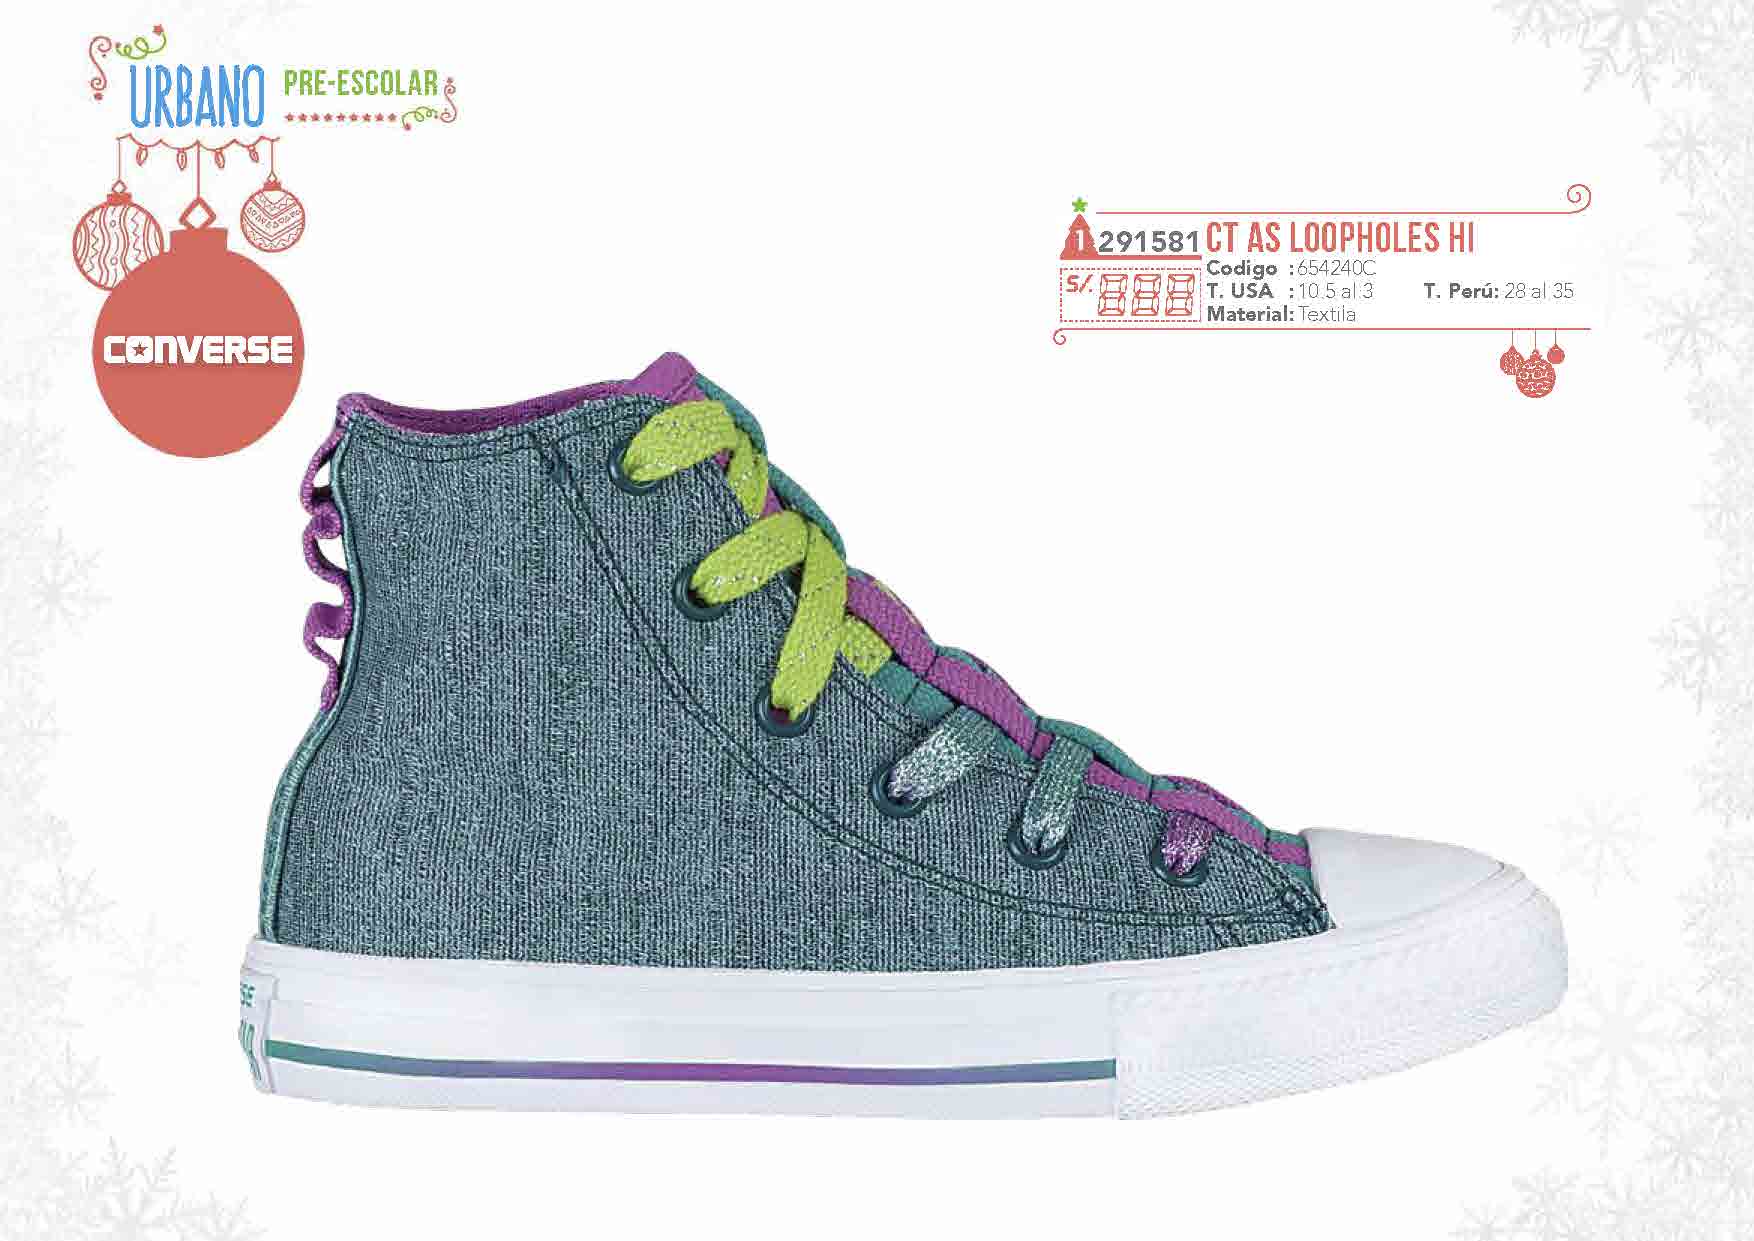 URBANO PRE-ESCOLAR
CONVERSE
1 291581 CT AS LOOPHOLES HI
Codigo : 654240C
T. USA : 10.5 al 3 T. Perú: 28 al 35
Material: Textila
S/. 888